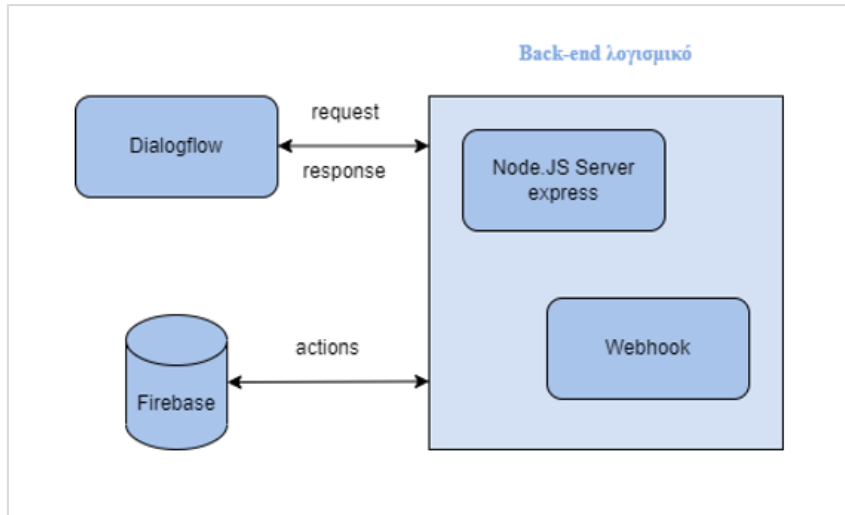 Back-end λογισμικό
request
Dialogflow
response
Node.JS Server
express
Webhook
actions
Firebase